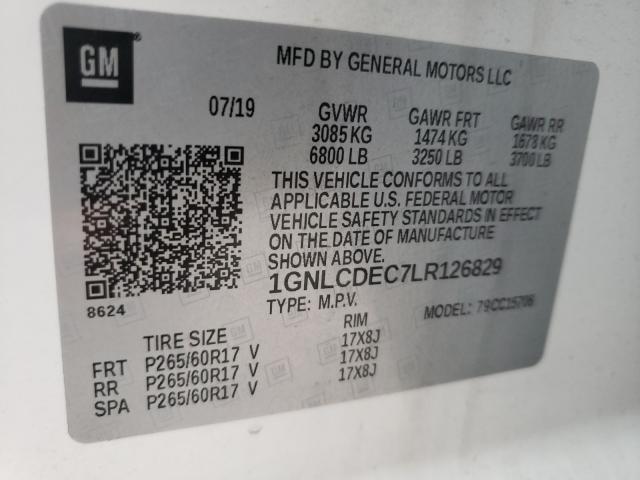 GM
MFD BY GENERAL MOTORS LLC
07/19 GVWR GAWR FRT GAWR RR
3085 KG 1474 KG 1678 KG
6800 LB 3250 LB 3700 LB
THIS VEHICLE CONFORMS TO ALL
APPLICABLE U.S. FEDERAL MOTOR
VEHICLE SAFETY STANDARDS IN EFFECT
ON THE DATE OF MANUFACTURE
SHOWN ABOVE.
1GNLCDEC7LR126829
8624
TYPE: M.P.V. MODEL: 79CC15706
TIRE SIZE RIM
FRT P265/60R17 V 17X8J
RR P265/60R17 V 17X8J
SPA P265/60R17 V 17X8J